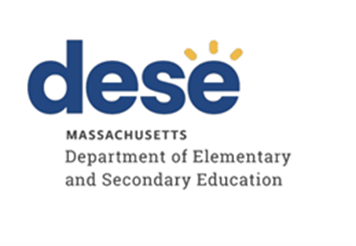 dese
MASSACHUSETTS
Department of Elementary
and Secondary Education